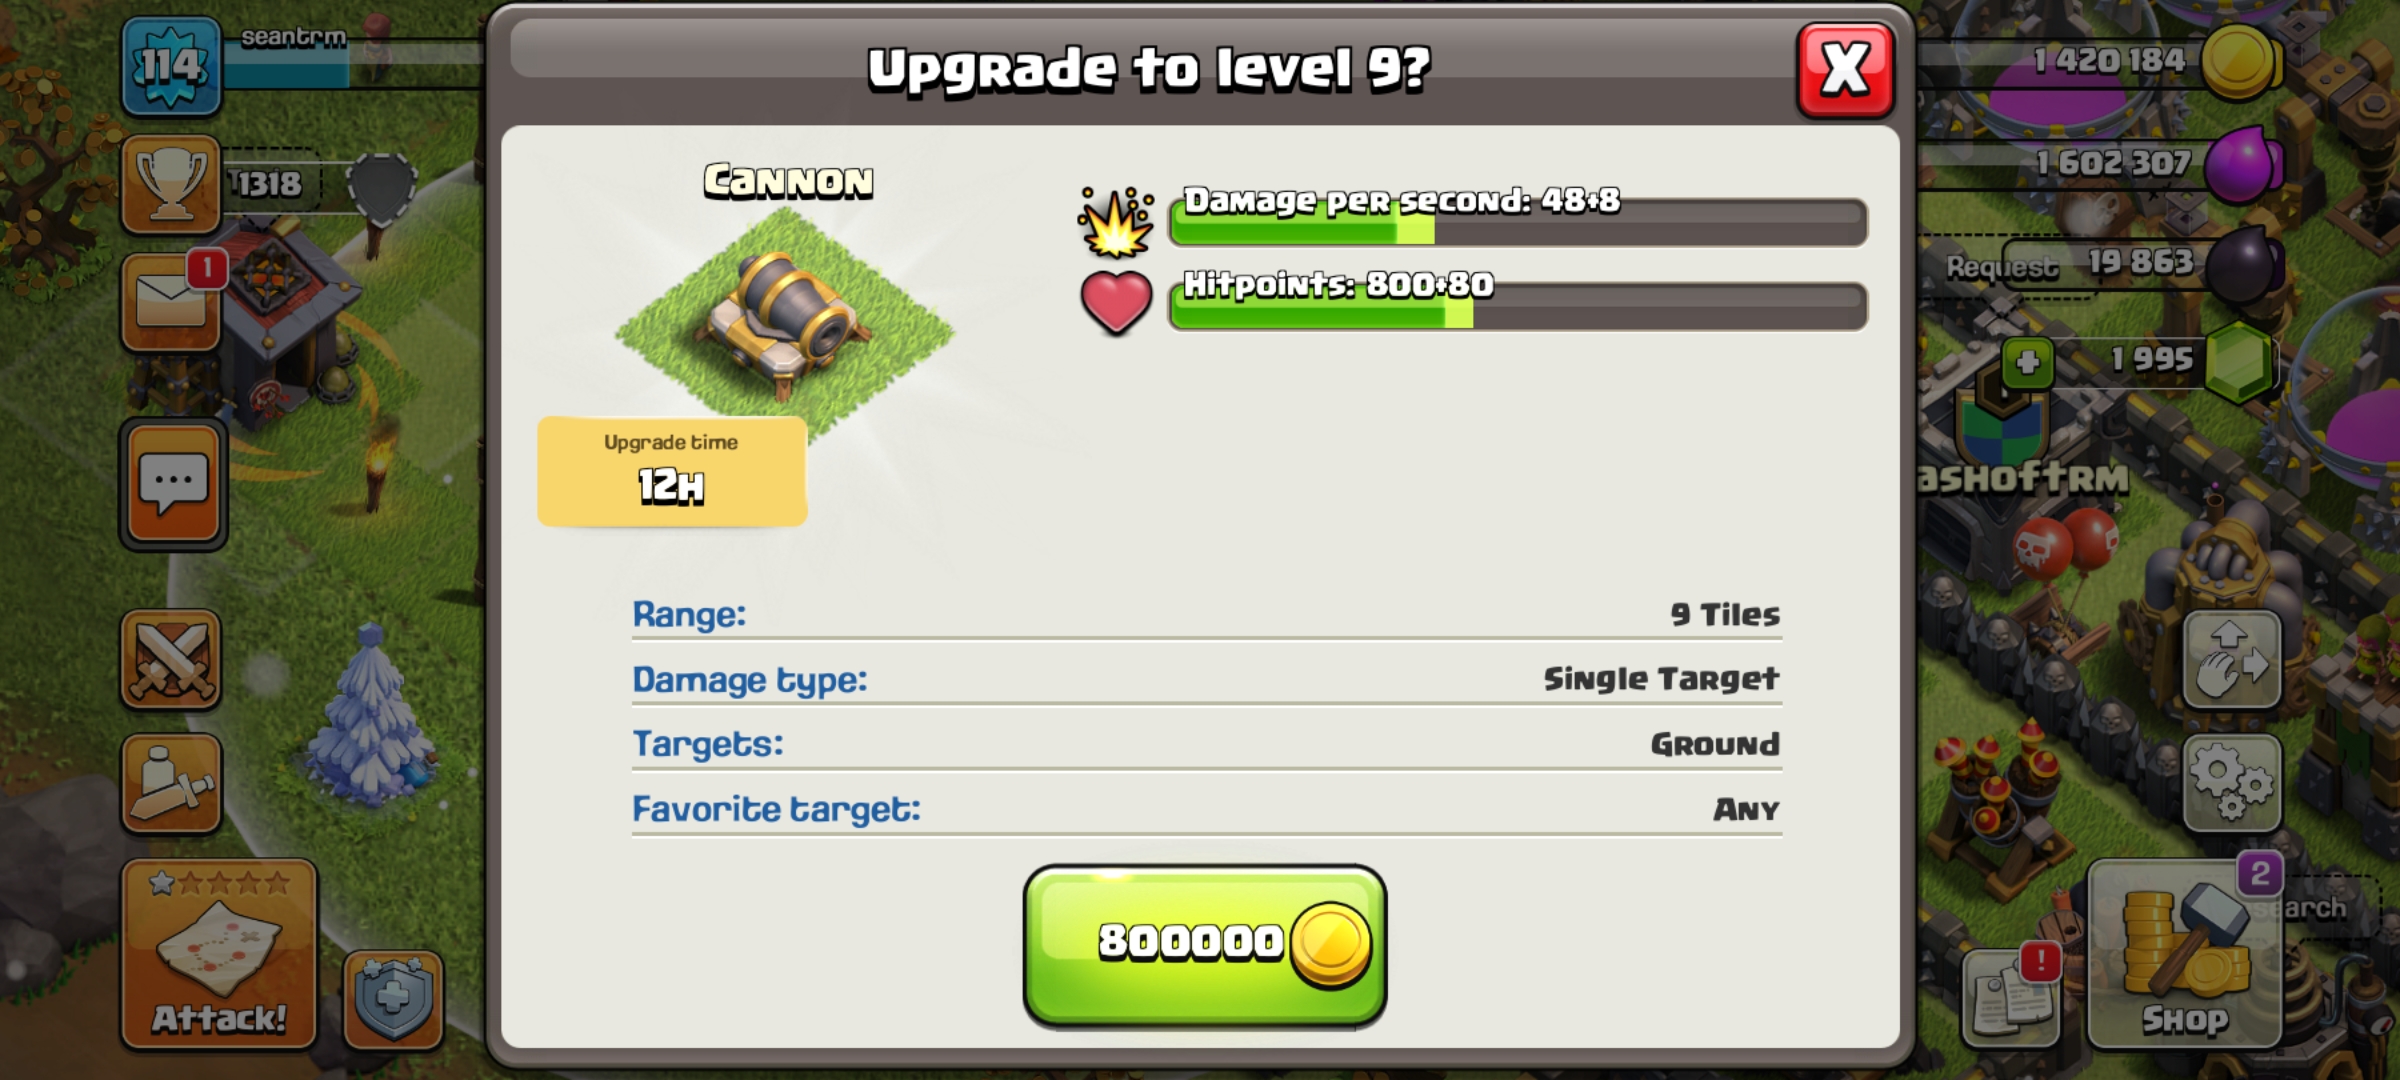 114
seantrm
1318
1
Attack!
Upgrade to level 9?
X
Cannon
Upgrade time
12H
Damage per second: 48+8
Hitpoints: 800+80
Range: 9 Tiles
Damage type: Single Target
Targets: Ground
Favorite target: Any
800000
1 420 184
1 602 307
Request
19 863
1 995
ashoftrm
2
search
!
Shop